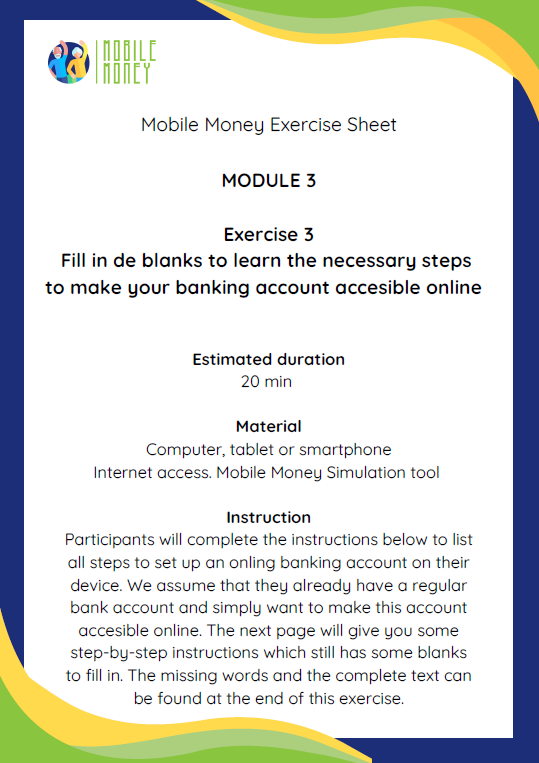 MOBILE
MONEY
Mobile Money Exercise Sheet
MODULE 3
Exercise 3
Fill in de blanks to learn the necessary steps
to make your banking account accesible online
Estimated duration
20 min
Material
Computer, tablet or smartphone
Internet access. Mobile Money Simulation tool
Instruction
Participants will complete the instructions below to list
all steps to set up an onling banking account on their
device. We assume that they already have a regular
bank account and simply want to make this account
accesible online. The next page will give you some
step-by-step instructions which still has some blanks
to fill in. The missing words and the complete text can
be found at the end of this exercise.